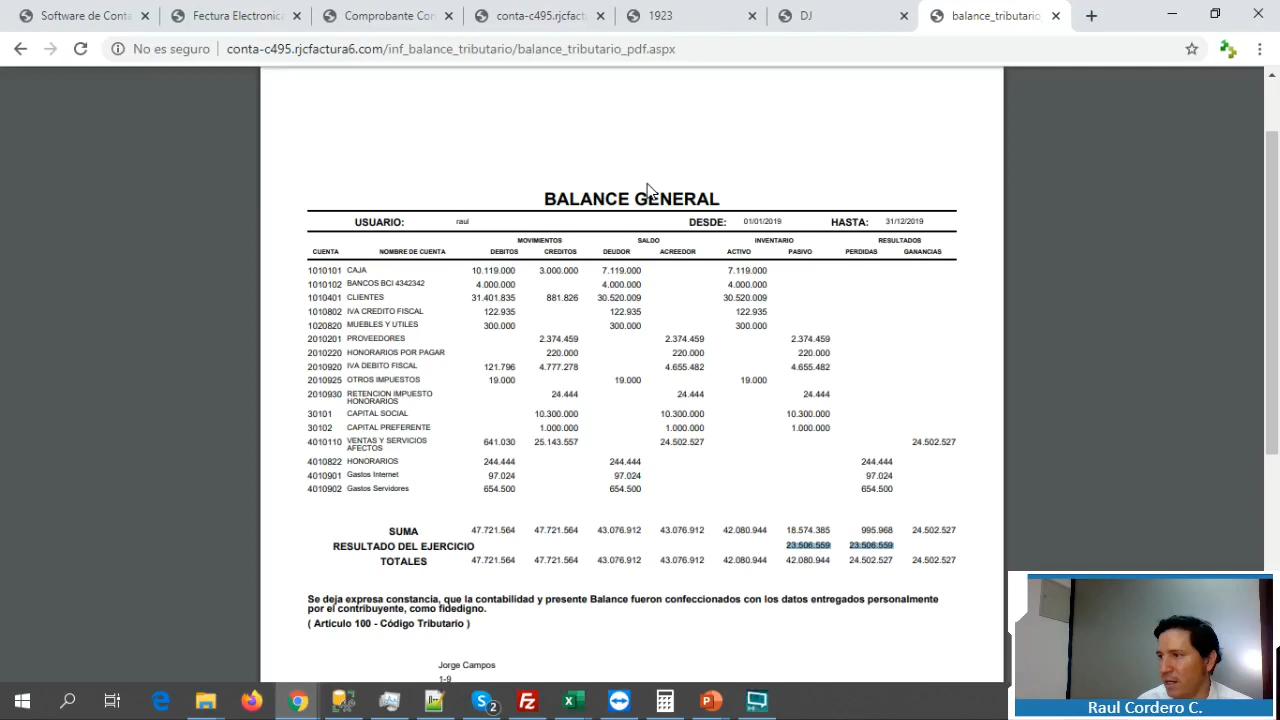 Software de Conta
Fectura Electronica
Comprobante Con
conta-c495.rjcfactu
1923
DJ
balance_tributario
No es seguro
conta-c495.rjcfactura6.com/inf_balance_tributario/balance_tributario_pdf.aspx
BALANCE GENERAL
USUARIO: raul DESDE: 01/01/2019 HASTA: 31/12/2019
MOVIMIENTOS SALDO INVENTARIO RESULTADOS
CUENTA NOMBRE DE CUENTA DEBITOS CREDITOS DEUDOR ACREEDOR ACTIVO PASIVO PERDIDAS GANANCIAS
1010101 CAJA 10.119.000 3.000.000 7.119.000 7.119.000
1010102 BANCOS BCI 4342342 4.000.000 4.000.000 4.000.000
1010401 CLIENTES 31.401.835 881.826 30.520.009 30.520.009
1010802 IVA CREDITO FISCAL 122.935 122.935 122.935
1020820 MUEBLES Y UTILES 300.000 300.000 300.000
2010201 PROVEEDORES 2.374.459 2.374.459 2.374.459
2010220 HONORARIOS POR PAGAR 220.000 220.000 220.000
2010920 IVA DEBITO FISCAL 121.796 4.777.278 4.655.482 4.655.482
2010925 OTROS IMPUESTOS 19.000 19.000 19.000
2010930 RETENCION IMPUESTO 24.444 24.444 24.444
HONORARIOS
30101 CAPITAL SOCIAL 10.300.000 10.300.000 10.300.000
30102 CAPITAL PREFERENTE 1.000.000 1.000.000 1.000.000
4010110 VENTAS Y SERVICIOS 641.030 25.143.557 24.502.527 24.502.527
AFECTOS
4010822 HONORARIOS 244.444 244.444 244.444
4010901 Gastos Internet 97.024 97.024 97.024
4010902 Gastos Servidores 654.500 654.500 654.500
SUMA 47.721.564 47.721.564 43.076.912 43.076.912 42.080.944 18.574.385 995.968 24.502.527
RESULTADO DEL EJERCICIO 23.506.559 23.506.559
TOTALES 47.721.564 47.721.564 43.076.912 43.076.912 42.080.944 42.080.944 24.502.527 24.502.527
Se deja expresa constancia, que la contabilidad y presente Balance fueron confeccionados con los datos entregados personalmente
por el contribuyente, como fidedigno.
( Articulo 100 - Código Tributario )
Jorge Campos
1-9
2
Raul Cordero C.